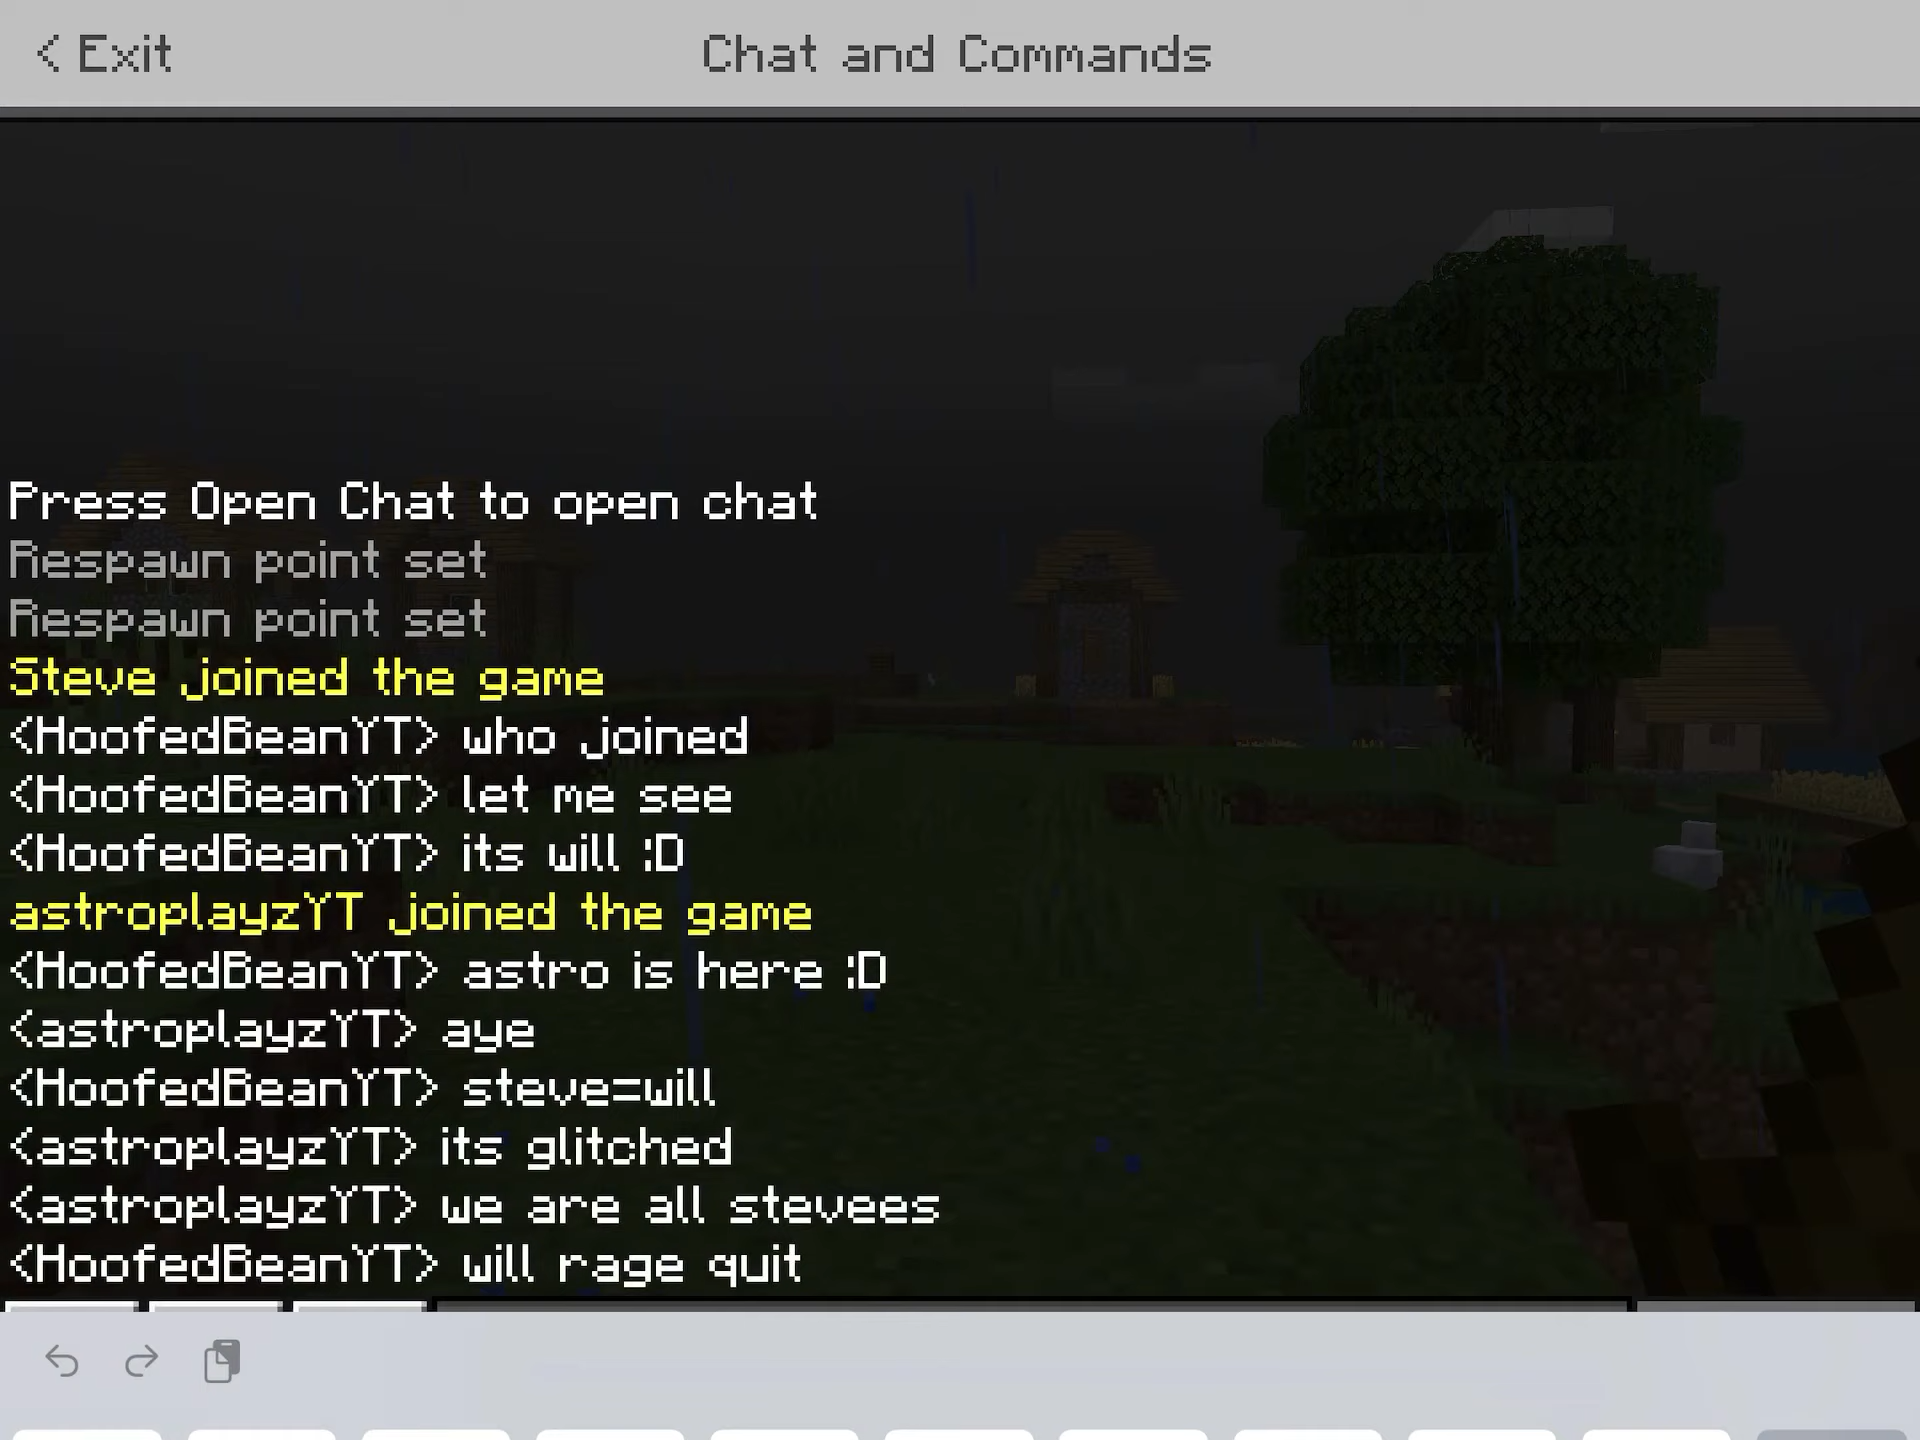 < Exit
Chat and Commands
Press Open Chat to open chat
Respawn point set
Respawn point set
Steve joined the game
<HoofedBeanYT> who joined
<HoofedBeanYT> let me see
<HoofedBeanYT> its will :D
astroplayzYT joined the game
<HoofedBeanYT> astro is here :D
<astroplayzYT> aye
<HoofedBeanYT> steve=will
<astroplayzYT> its glitched
<astroplayzYT> we are all stevees
<HoofedBeanYT> will rage quit